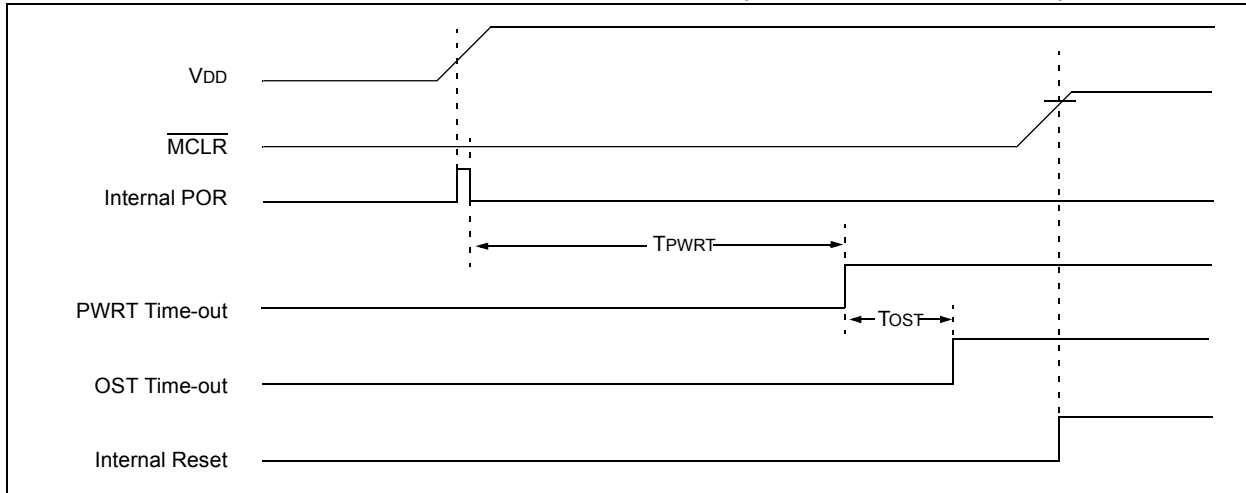 VDD
MCLR
Internal POR
TPWRT
PWRT Time-out
TOST
OST Time-out
Internal Reset